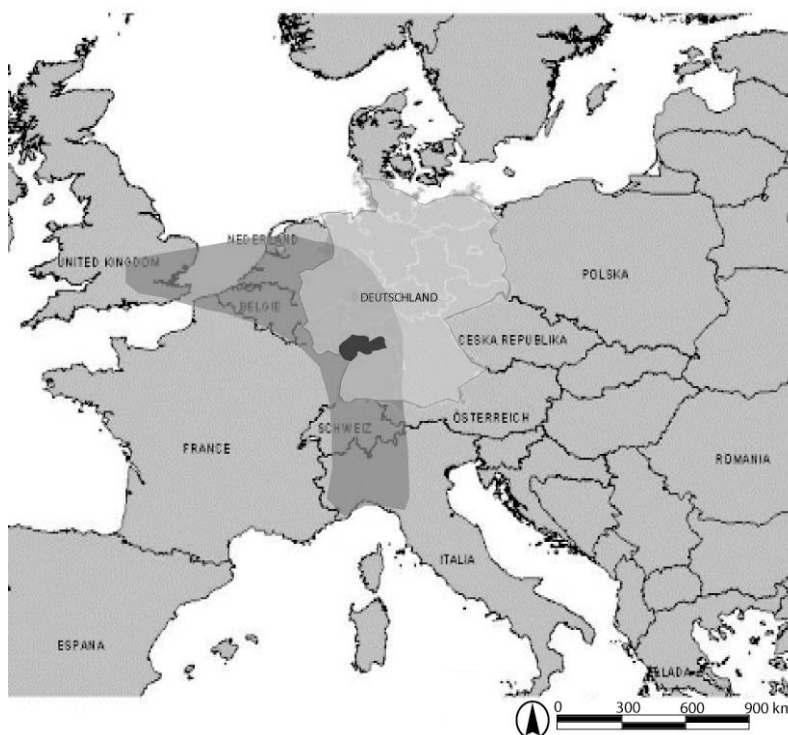 NEDERLAND
UNITED KINGDOM
DEUTSCHLAND
POLSKA
BELGIE
CESKA REPUBLIKA
ÖSTERREICH
SCHWEIZ
FRANCE
ROMANIA
ITALIA
ESPANA
ELLADA
0 300 600 900 km